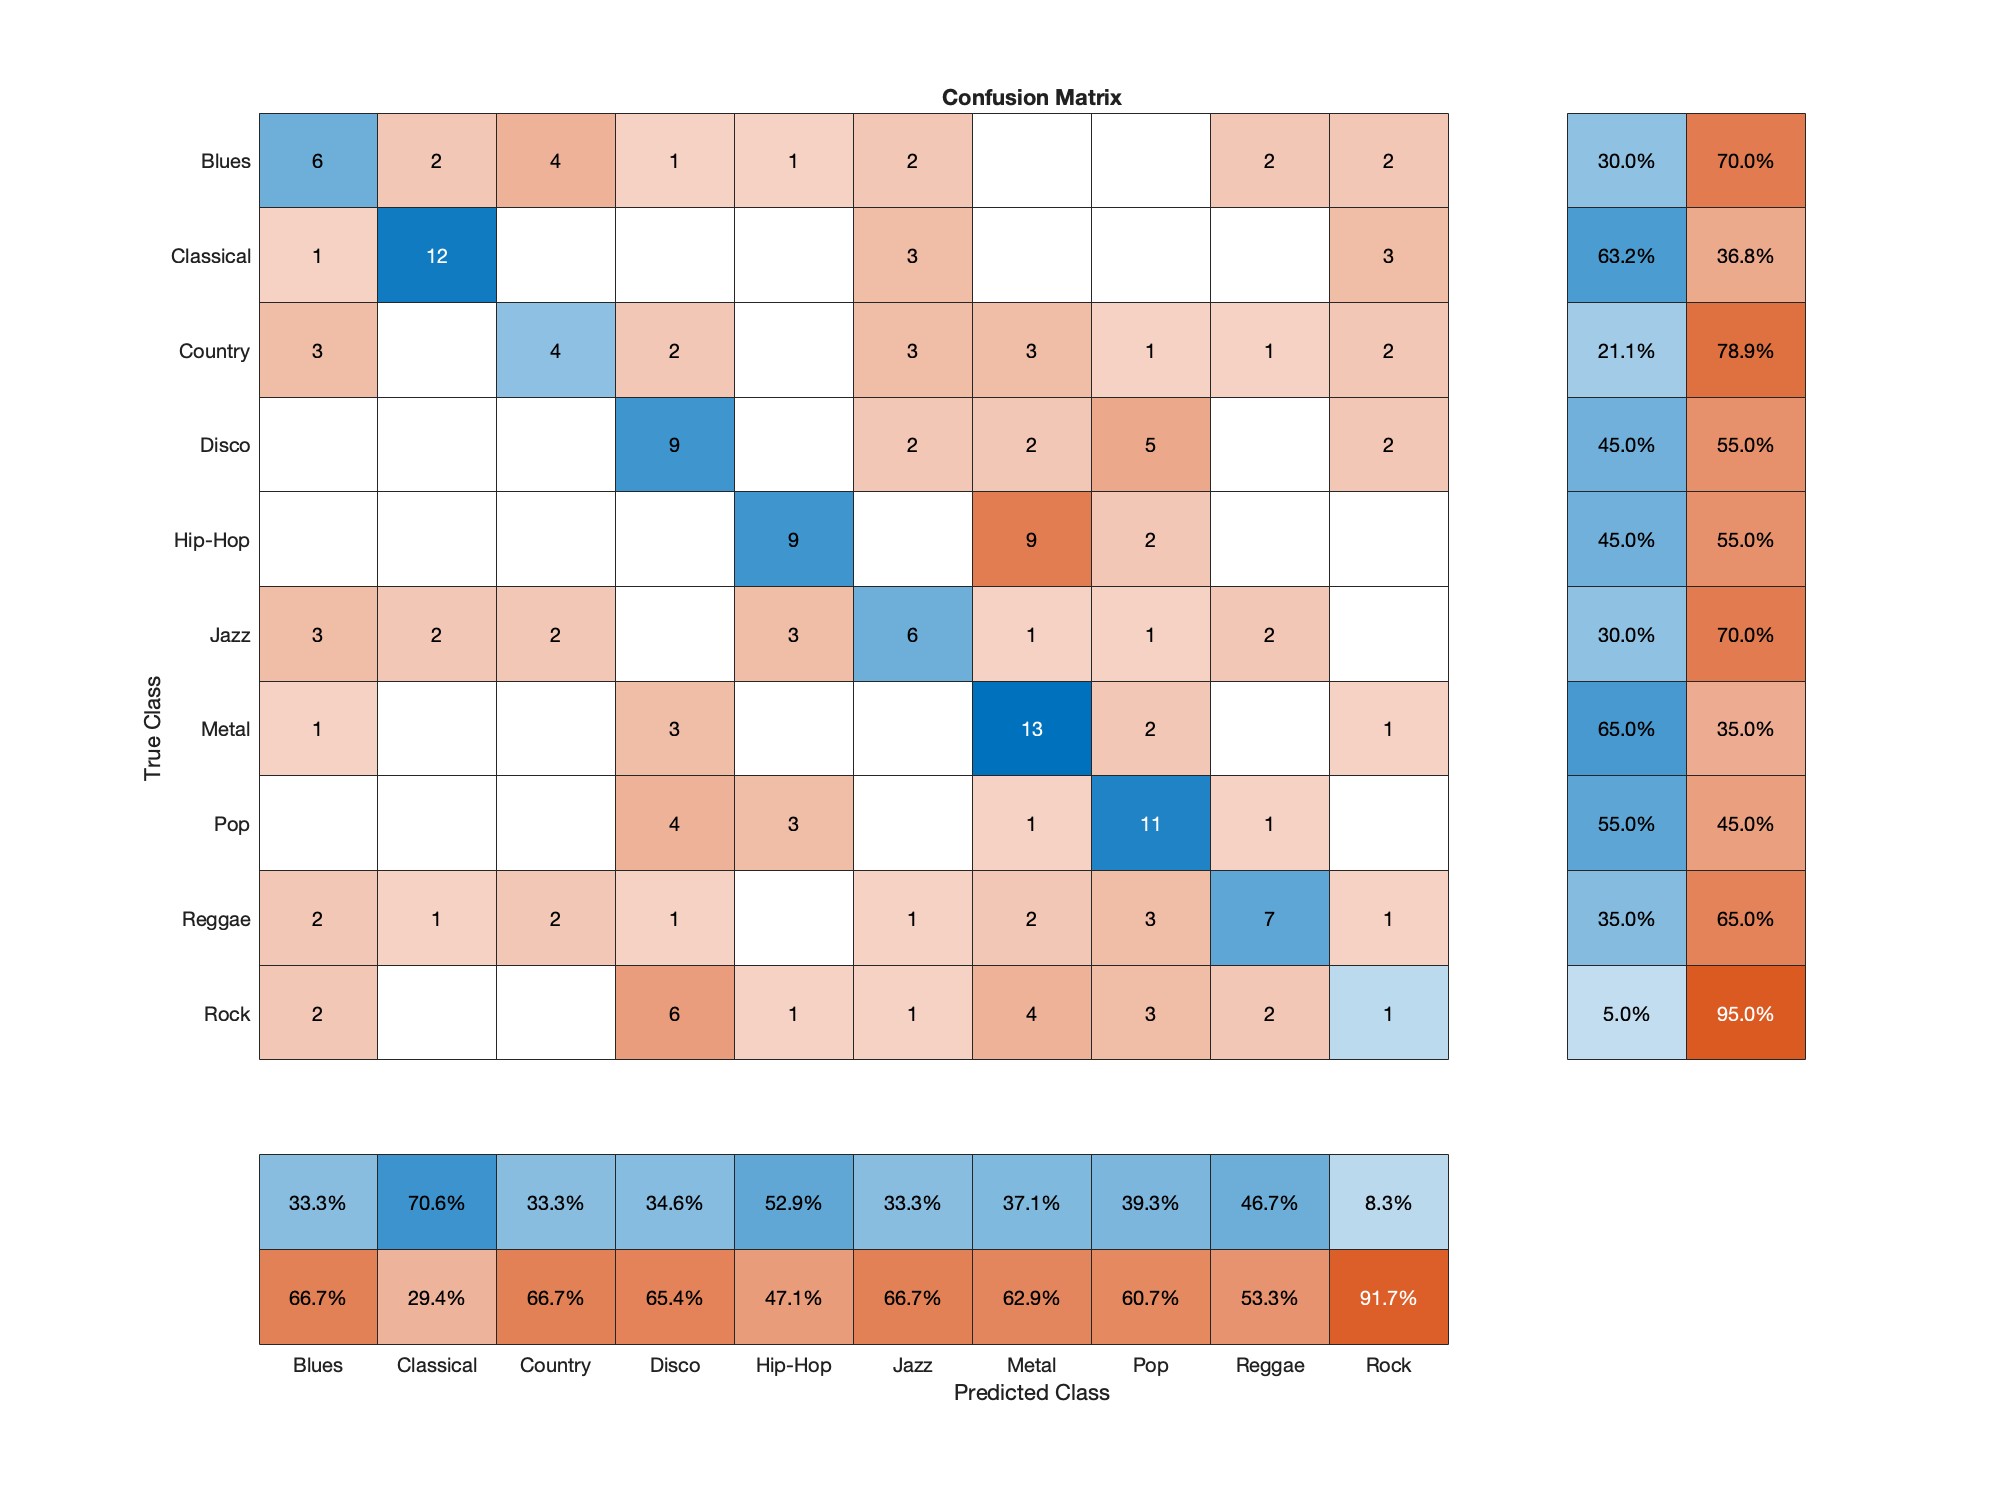 Confusion Matrix
Blues 6 2 4 1 1 2 2 2 30.0% 70.0%
Classical 1 12 3 3 63.2% 36.8%
Country 3 4 2 3 3 1 1 2 21.1% 78.9%
Disco 9 2 2 5 2 45.0% 55.0%
Hip-Hop 9 9 2 45.0% 55.0%
Jazz 3 2 2 3 6 1 1 2 30.0% 70.0%
True Class
Metal 1 3 13 2 1 65.0% 35.0%
Pop 4 3 1 11 1 55.0% 45.0%
Reggae 2 1 2 1 1 2 3 7 1 35.0% 65.0%
Rock 2 6 1 1 4 3 2 1 5.0% 95.0%
33.3% 70.6% 33.3% 34.6% 52.9% 33.3% 37.1% 39.3% 46.7% 8.3%
66.7% 29.4% 66.7% 65.4% 47.1% 66.7% 62.9% 60.7% 53.3% 91.7%
Blues Classical Country Disco Hip-Hop Jazz Metal Pop Reggae Rock
Predicted Class